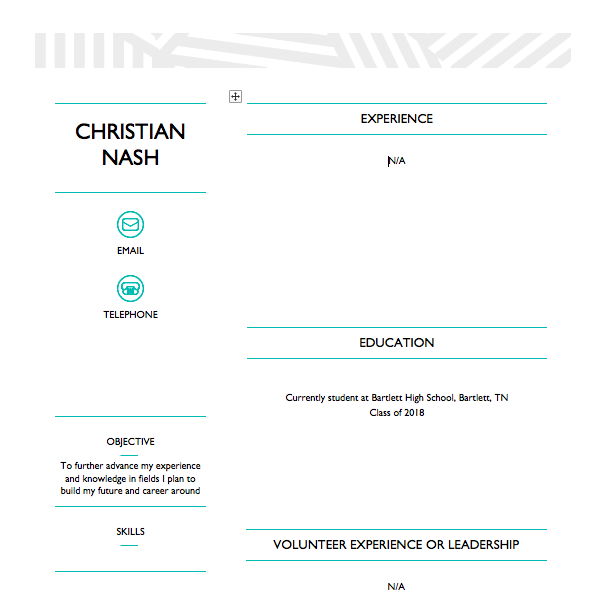 CHRISTIAN
NASH
EMAIL
TELEPHONE
OBJECTIVE
To further advance my experience
and knowledge in fields I plan to
build my future and career around
SKILLS
EXPERIENCE
N/A
EDUCATION
Currently student at Bartlett High School, Bartlett, TN
Class of 2018
VOLUNTEER EXPERIENCE OR LEADERSHIP
N/A